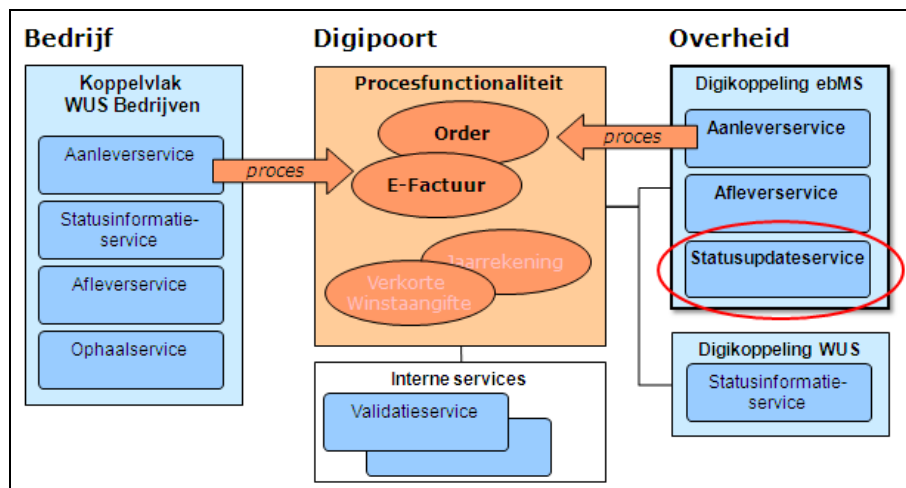 Bedrijf
Koppelvlak
WUS Bedrijven
Aanleverservice
Statusinformatie-
service
Afleverservice
Ophaalservice
proces
Digipoort
Procesfunctionaliteit
Order
E-Factuur
Jaarrekening
Verkorte
Winstaangifte
Interne services
Validatieservice
Overheid
Digikoppeling ebMS
proces
Aanleverservice
Afleverservice
Statusupdateservice
Digikoppeling WUS
Statusinformatie-
service